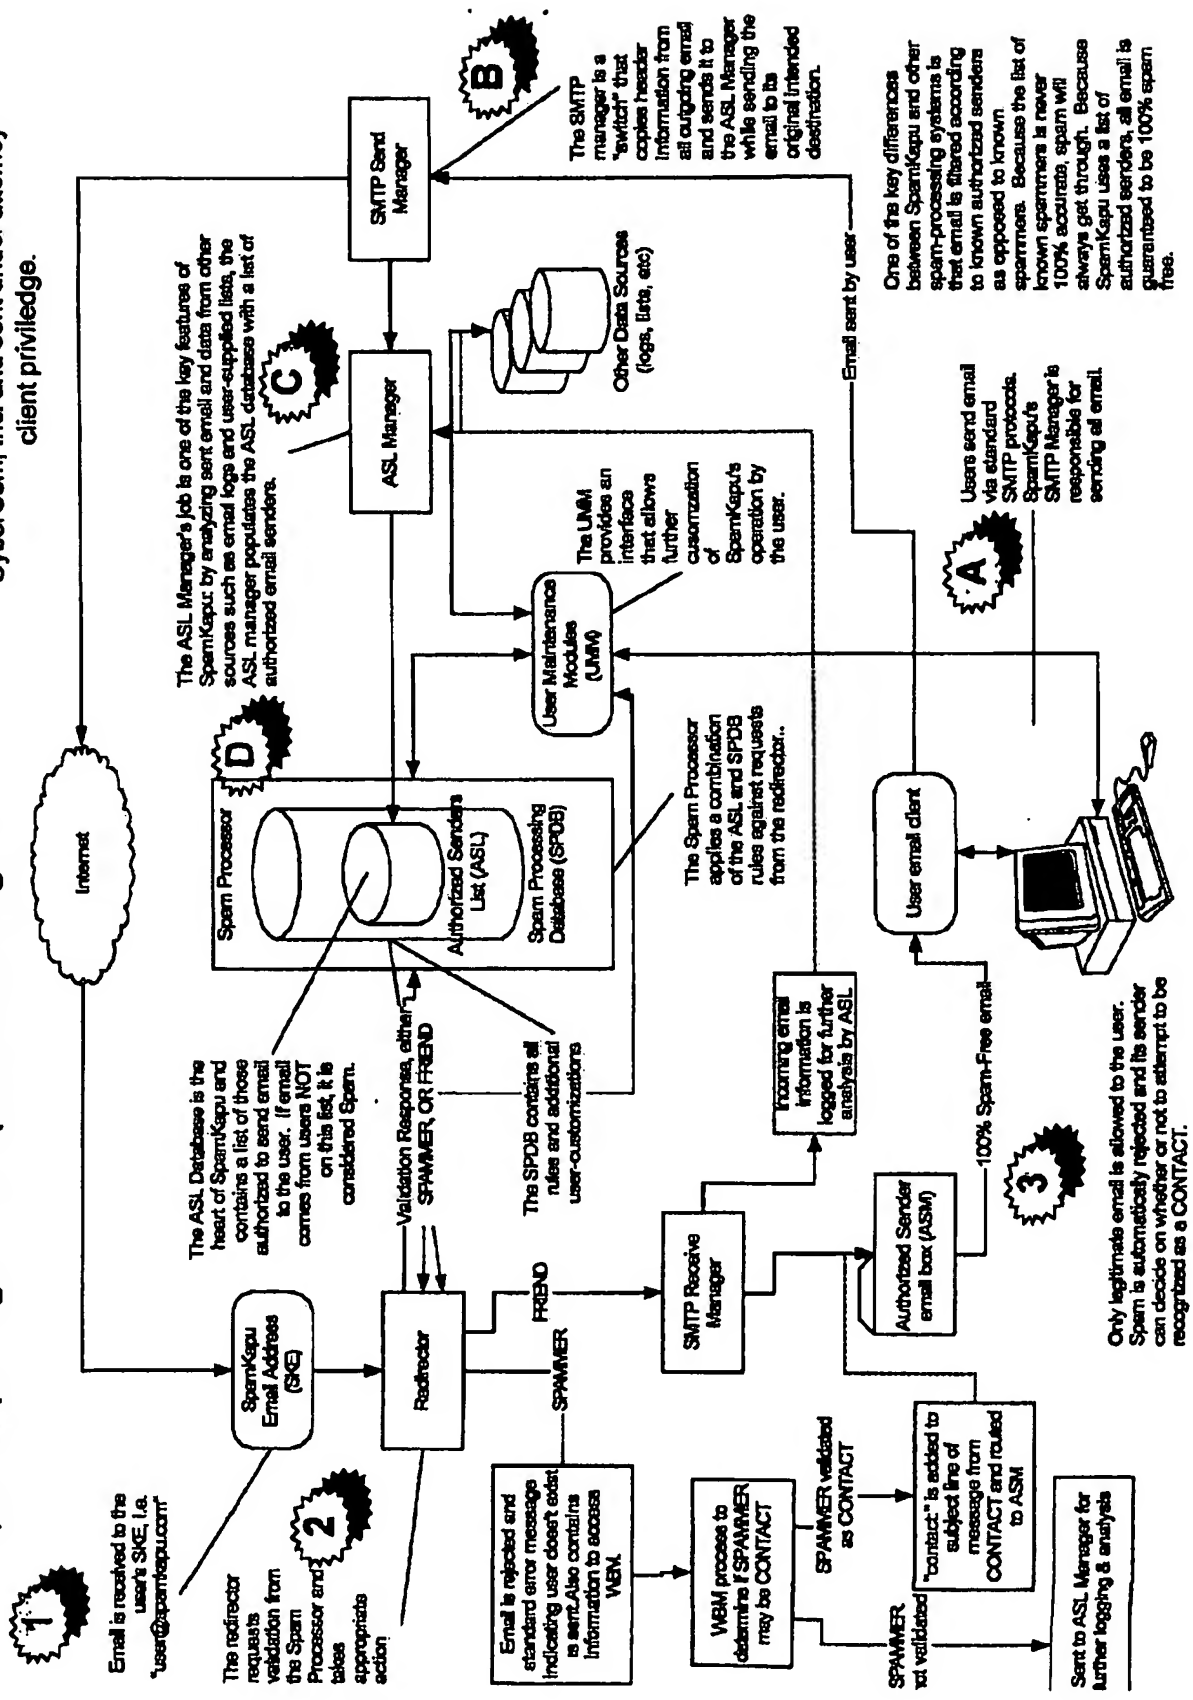 client priviledge.
Internet
1
Email is received to the
user's SKE, i.e.
"user@spamkapu.com"
SpamKapu
Email Address
(SKE)
2
The redirector
requests
validation from
the Spam
Processor and
takes
appropriate
action
Redirector
The ASL Database is the
heart of SpamKapu and
contains a list of those
authorized to send email
to the user. If email
comes from users NOT
on this list, it is
considered Spam.
Validation Response, either
SPAMMER, OR FRIEND
The SPDB contains all
rules and additional
user-customizations
D
Spam Processor
Authorized Senders
List (ASL)
Spam Processing
Database (SPDB)
The Spam Processor
applies a combination
of the ASL and SPDB
rules against requests
from the redirector..
The ASL Manager's job is one of the key features of
SpamKapu: by analyzing sent email and data from other
sources such as email logs and user-supplied lists, the
ASL manager populates the ASL database with a list of
authorized email senders.
C
ASL Manager
SMTP Send
Manager
B
The SMTP
manager is a
"switch" that
copies header
information from
all outgoing email
and sends it to
the ASL Manager
while sending the
email to its
original intended
destination.
Other Data Sources
(logs, lists, etc)
User Maintenance
Modules
(UMM)
The UMM
provides an
interface
that allows
further
cusomzation
of
SpamKapu's
operation by
the user.
Email sent by user
One of the key differences
between SpamKapu and other
spam-processing systems is
that email is filtered according
to known authorized senders
as opposed to known
spammers. Because the list of
known spammers is never
100% accurate, spam will
always get through. Because
SpamKapu uses a list of
authorized senders, all email is
guaranteed to be 100% spam
free.
A
Users send email
via standard
SMTP protocols.
SpamKapu's
SMTP Manager is
responsible for
sending all email.
User email client
FRIEND
SPAMMER
SMTP Receive
Manager
Incoming email
information is
logged for further
analysis by ASL
Authorized Sender
email box (ASM)
100% Spam-Free email
3
Only legitimate email is allowed to the user.
Spam is automatically rejected and its sender
can decide on whether or not to attempt to be
recognized as a CONTACT.
Email is rejected and
standard error message
indicating user doesn't exist
is sent.Also contains
information to access
WBM.
WBM process to
determine if SPAMMER
may be CONTACT
SPAMMER validated
as CONTACT
SPAMMER
not validated
"contact:" is added to
subject line of
message from
CONTACT and routed
to ASM
Sent to ASL Manager for
further logging & analysis